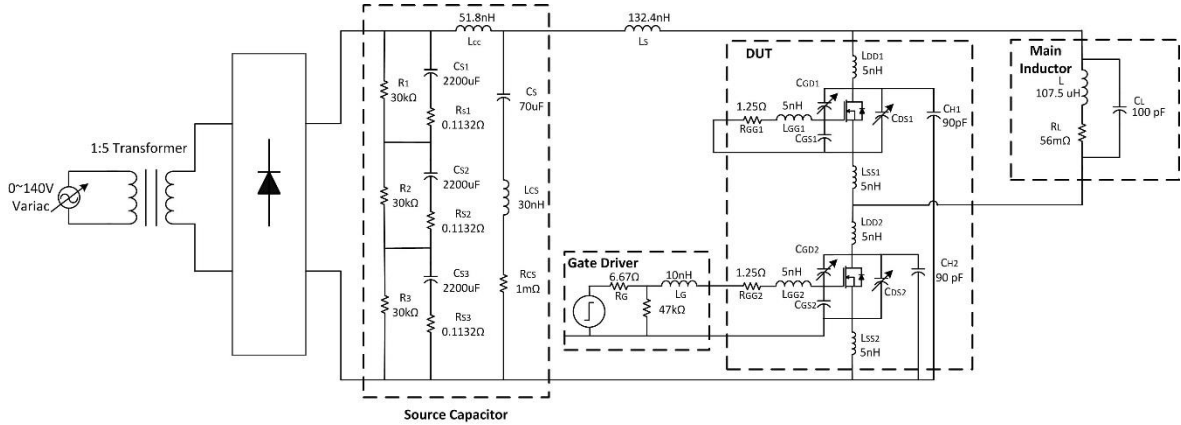 0~140V
Variac
1:5 Transformer
R1
30kΩ
R2
30kΩ
R3
30kΩ
CS1
2200uF
RS1
0.1132Ω
CS2
2200uF
RS2
0.1132Ω
CS3
2200uF
RS3
0.1132Ω
51.8nH
Lcc
CS
70uF
LCS
30nH
RCS
1mΩ
Source Capacitor
132.4nH
LS
Gate Driver
6.67Ω
RG
47kΩ
10nH
LG
DUT
LDD1
5nH
CGD1
1.25Ω
RGG1
5nH
LGG1
CGS1
CDS1
CH1
90pF
LSS1
5nH
LDD2
5nH
CGD2
1.25Ω
RGG2
5nH
LGG2
CGS2
CDS2
CH2
90 pF
LSS2
5nH
Main
Inductor
L
107.5 uH
RL
56mΩ
CL
100 pF